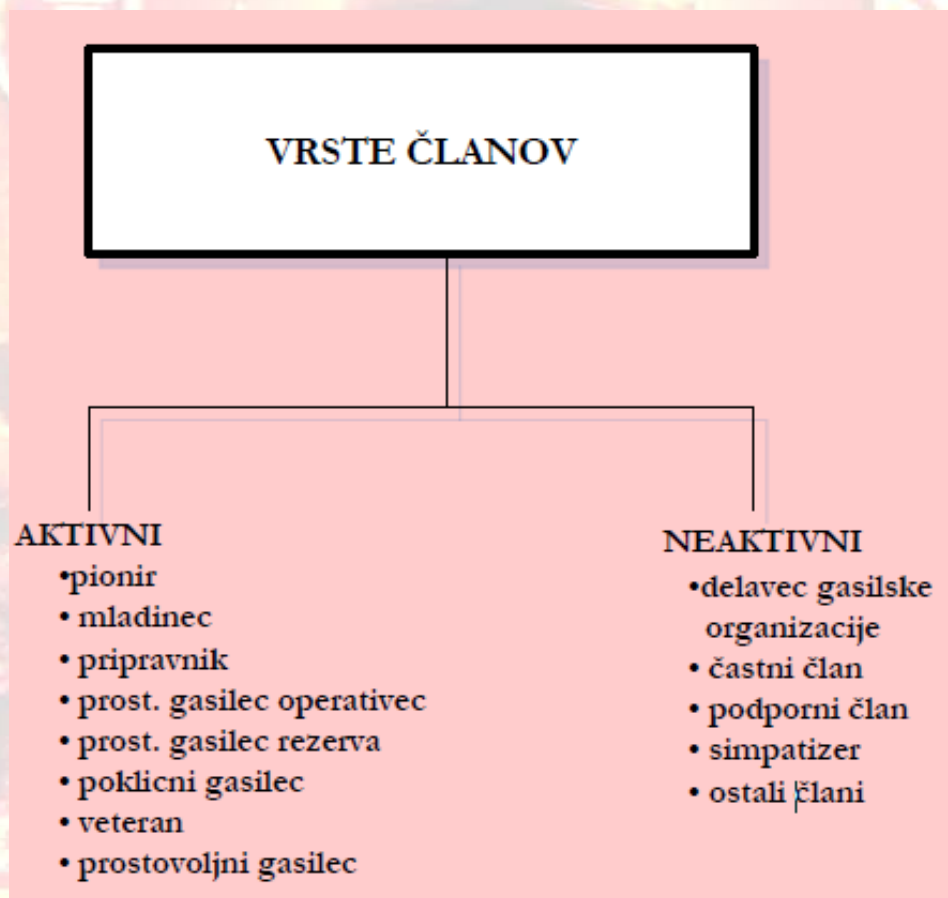 VRSTE ČLANOV
AKTIVNI
•pionir
• mladinec
• pripravnik
• prost. gasilec operativec
• prost. gasilec rezerva
• poklicni gasilec
• veteran
• prostovoljni gasilec
NEAKTIVNI
•delavec gasilske
organizacije
• častni član
• podporni član
• simpatizer
• ostali člani